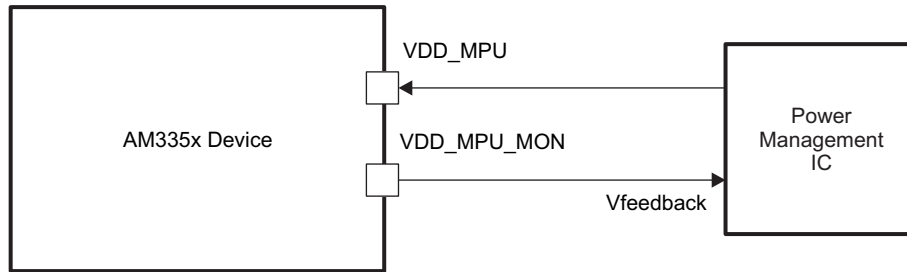 VDD_MPU
AM335x Device
Power
Management
IC
VDD_MPU_MON
Vfeedback